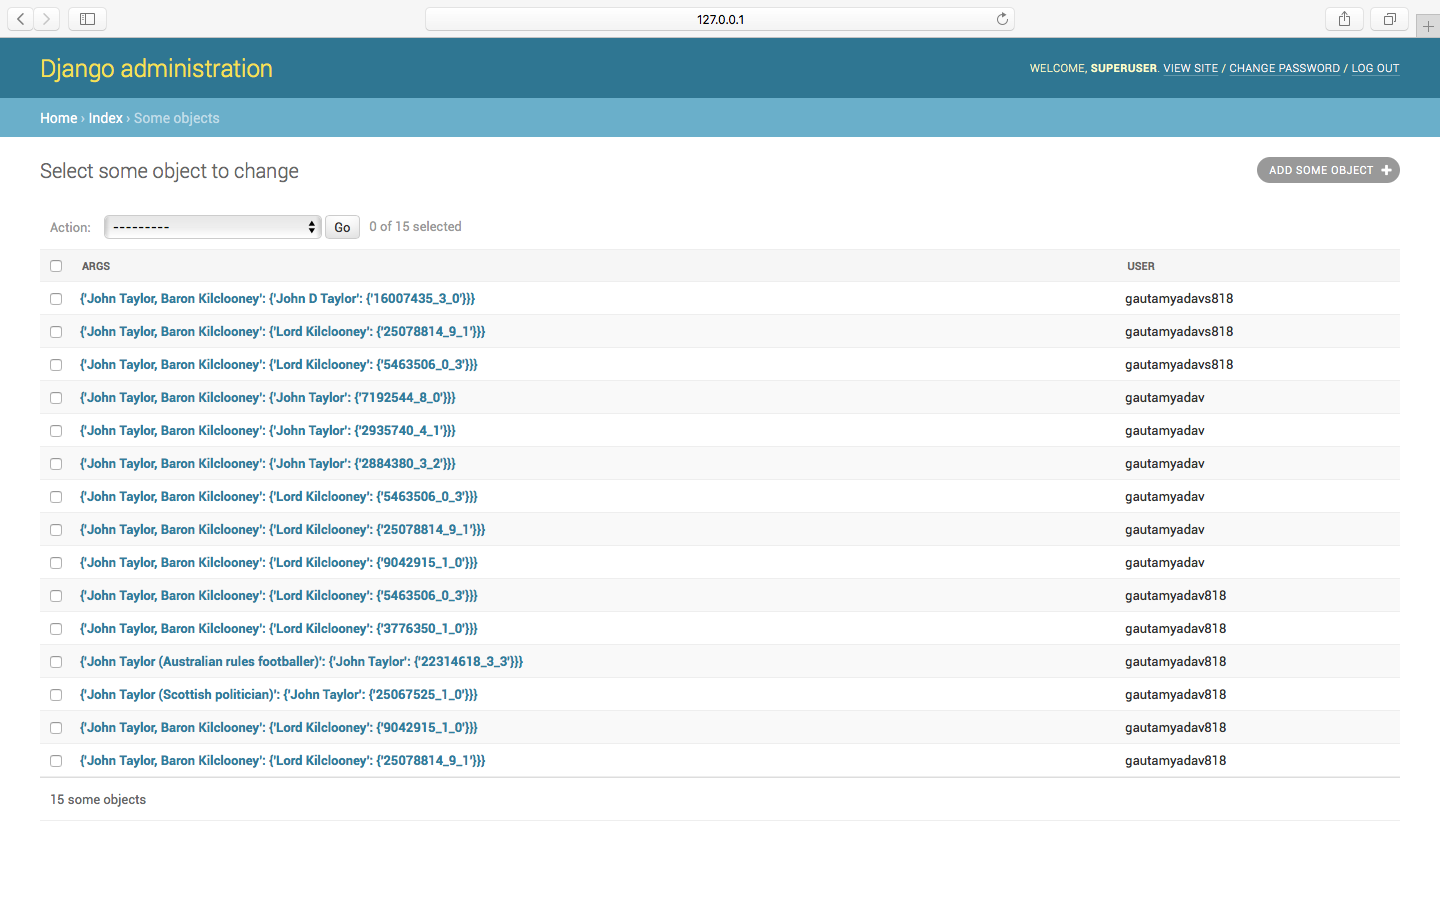 127.0.0.1
Django administration
WELCOME, SUPERUSER. VIEW SITE / CHANGE PASSWORD / LOG OUT
Home › Index › Some objects
Select some object to change
ADD SOME OBJECT +
Action: --------- Go 0 of 15 selected
ARGS USER
{'John Taylor, Baron Kilclooney': {'John D Taylor': {'16007435_3_0'}}} gautamyadavs818
{'John Taylor, Baron Kilclooney': {'Lord Kilclooney': {'25078814_9_1'}}} gautamyadavs818
{'John Taylor, Baron Kilclooney': {'Lord Kilclooney': {'5463506_0_3'}}} gautamyadavs818
{'John Taylor, Baron Kilclooney': {'John Taylor': {'7192544_8_0'}}} gautamyadav
{'John Taylor, Baron Kilclooney': {'John Taylor': {'2935740_4_1'}}} gautamyadav
{'John Taylor, Baron Kilclooney': {'John Taylor': {'2884380_3_2'}}} gautamyadav
{'John Taylor, Baron Kilclooney': {'Lord Kilclooney': {'5463506_0_3'}}} gautamyadav
{'John Taylor, Baron Kilclooney': {'Lord Kilclooney': {'25078814_9_1'}}} gautamyadav
{'John Taylor, Baron Kilclooney': {'Lord Kilclooney': {'9042915_1_0'}}} gautamyadav
{'John Taylor, Baron Kilclooney': {'Lord Kilclooney': {'5463506_0_3'}}} gautamyadav818
{'John Taylor, Baron Kilclooney': {'Lord Kilclooney': {'3776350_1_0'}}} gautamyadav818
{'John Taylor (Australian rules footballer)': {'John Taylor': {'22314618_3_3'}}} gautamyadav818
{'John Taylor (Scottish politician)': {'John Taylor': {'25067525_1_0'}}} gautamyadav818
{'John Taylor, Baron Kilclooney': {'Lord Kilclooney': {'9042915_1_0'}}} gautamyadav818
{'John Taylor, Baron Kilclooney': {'Lord Kilclooney': {'25078814_9_1'}}} gautamyadav818
15 some objects